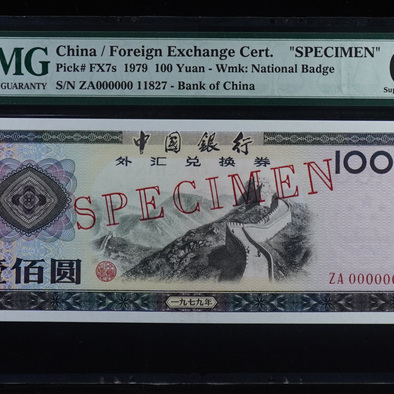 MG
GUARANTY
China / Foreign Exchange Cert. "SPECIMEN"
Pick# FX7s 1979 100 Yuan - Wmk: National Badge
S/N ZA000000 11827 - Bank of China
中國銀行
外汇兑换券
100
SPECIMEN
壹佰圆
ZA 000000
一九七九年